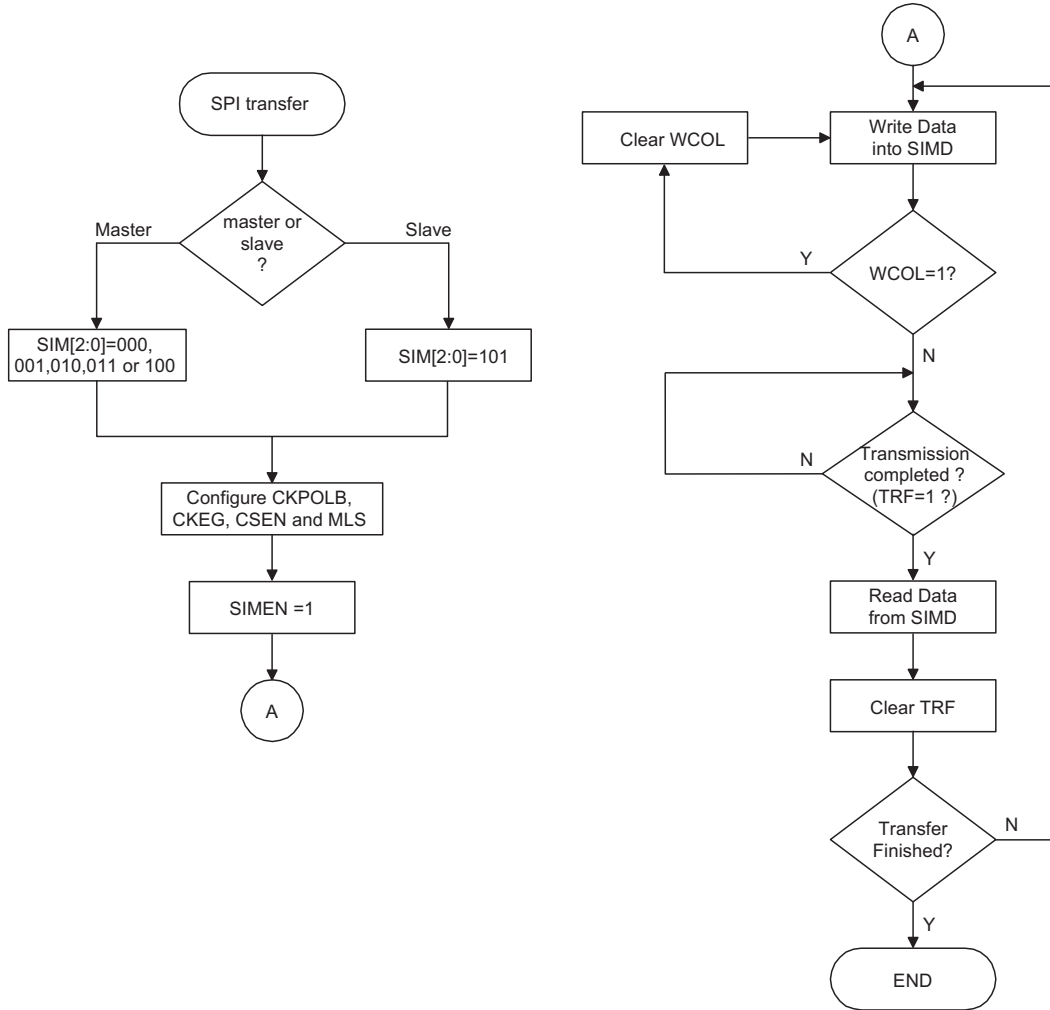 SPI transfer
master or
slave
?
Master
Slave
SIM[2:0]=000,
001,010,011 or 100
SIM[2:0]=101
Configure CKPOLB,
CKEG, CSEN and MLS
SIMEN =1
A
A
Clear WCOL
Write Data
into SIMD
WCOL=1?
Y
N
Transmission
completed ?
(TRF=1 ?)
N
Y
Read Data
from SIMD
Clear TRF
Transfer
Finished?
N
Y
END